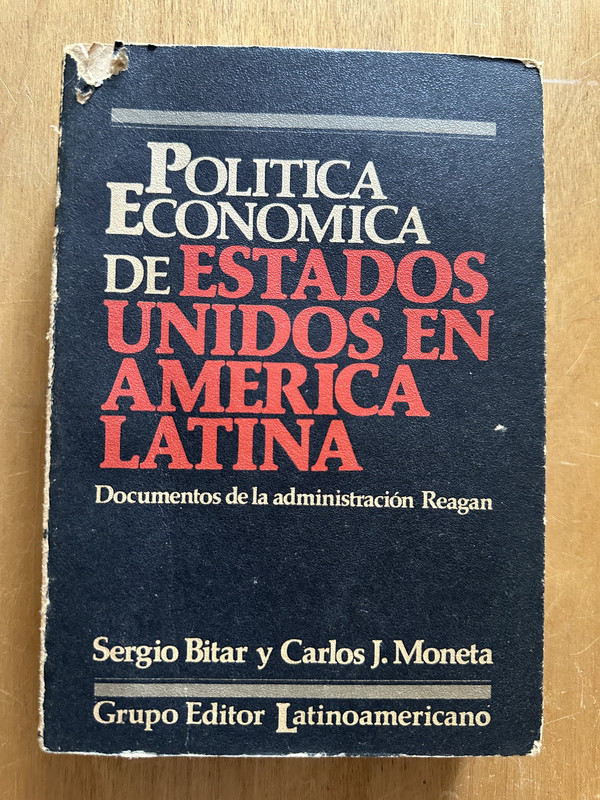 POLITICA
ECONOMICA
DE ESTADOS
UNIDOS EN
AMERICA
LATINA
Documentos de la administración Reagan
Sergio Bitar y Carlos J. Moneta
Grupo Editor Latinoamericano